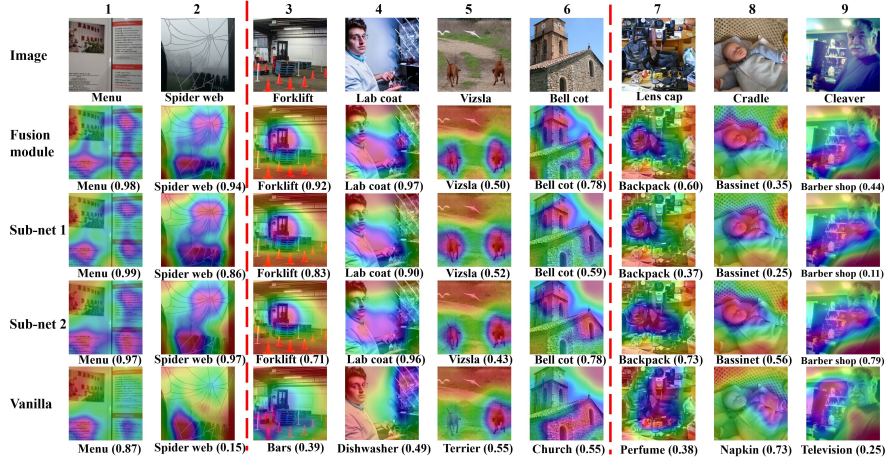 1 2 3 4 5 6 7 8 9
Image
Menu Spider web Forklift Lab coat Vizsla Bell cot Lens cap Cradle Cleaver
Fusion
module
Menu (0.98) Spider web (0.94) Forklift (0.92) Lab coat (0.97) Vizsla (0.50) Bell cot (0.78) Backpack (0.60) Bassinet (0.35) Barber shop (0.44)
Sub-net 1
Menu (0.99) Spider web (0.86) Forklift (0.83) Lab coat (0.90) Vizsla (0.52) Bell cot (0.59) Backpack (0.37) Bassinet (0.25) Barber shop (0.11)
Sub-net 2
Menu (0.97) Spider web (0.97) Forklift (0.71) Lab coat (0.96) Vizsla (0.43) Bell cot (0.78) Backpack (0.73) Bassinet (0.56) Barber shop (0.79)
Vanilla
Menu (0.87) Spider web (0.15) Bars (0.39) Dishwasher (0.49) Terrier (0.55) Church (0.55) Perfume (0.38) Napkin (0.73) Television (0.25)